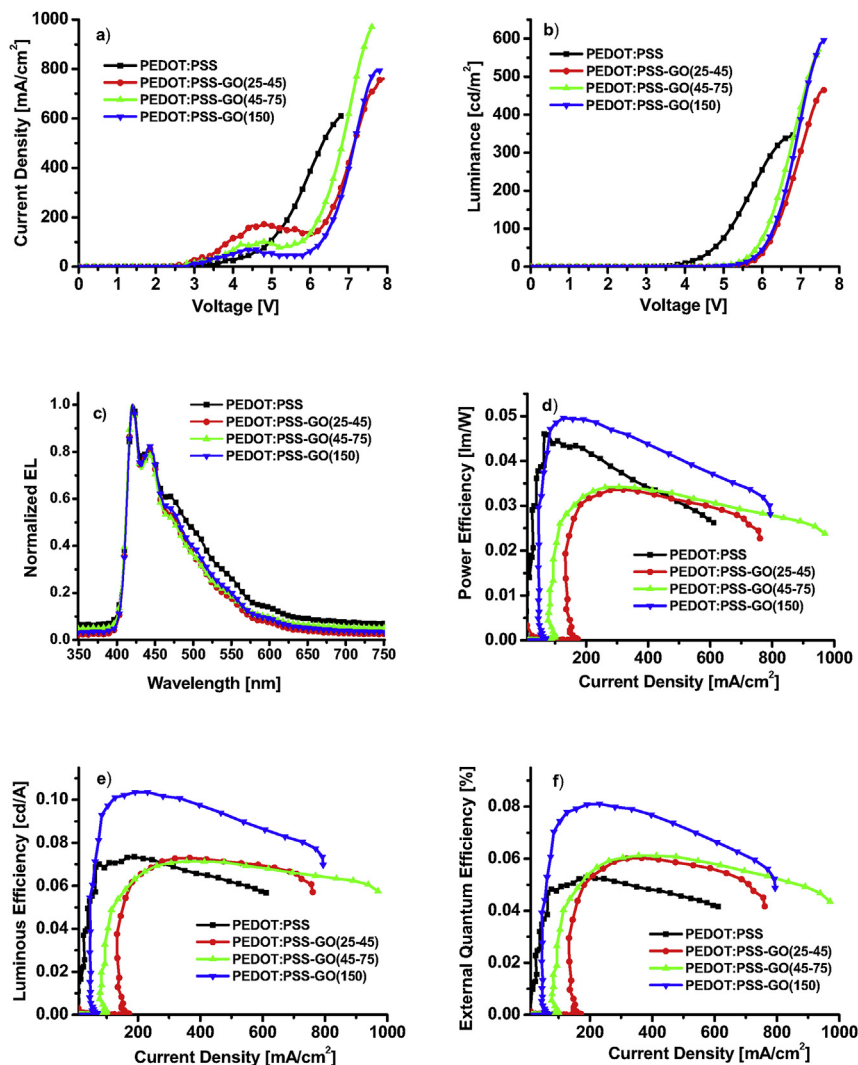 a)
Current Density [mA/cm²]
1000
800
600
400
200
0
PEDOT:PSS
PEDOT:PSS-GO(25-45)
PEDOT:PSS-GO(45-75)
PEDOT:PSS-GO(150)
0 1 2 3 4 5 6 7 8
Voltage [V]
b)
Luminance [cd/m²]
600
500
400
300
200
100
0
PEDOT:PSS
PEDOT:PSS-GO(25-45)
PEDOT:PSS-GO(45-75)
PEDOT:PSS-GO(150)
0 1 2 3 4 5 6 7 8
Voltage [V]
c)
Normalized EL
1.0
0.8
0.6
0.4
0.2
0.0
PEDOT:PSS
PEDOT:PSS-GO(25-45)
PEDOT:PSS-GO(45-75)
PEDOT:PSS-GO(150)
350 400 450 500 550 600 650 700 750
Wavelength [nm]
d)
Power Efficiency [lm/W]
0.05
0.04
0.03
0.02
0.01
0.00
PEDOT:PSS
PEDOT:PSS-GO(25-45)
PEDOT:PSS-GO(45-75)
PEDOT:PSS-GO(150)
200 400 600 800 1000
Current Density [mA/cm²]
e)
Luminous Efficiency [cd/A]
0.10
0.08
0.06
0.04
0.02
0.00
PEDOT:PSS
PEDOT:PSS-GO(25-45)
PEDOT:PSS-GO(45-75)
PEDOT:PSS-GO(150)
200 400 600 800 1000
Current Density [mA/cm²]
f)
External Quantum Efficiency [%]
0.10
0.08
0.06
0.04
0.02
0.00
PEDOT:PSS
PEDOT:PSS-GO(25-45)
PEDOT:PSS-GO(45-75)
PEDOT:PSS-GO(150)
200 400 600 800 1000
Current Density [mA/cm²]